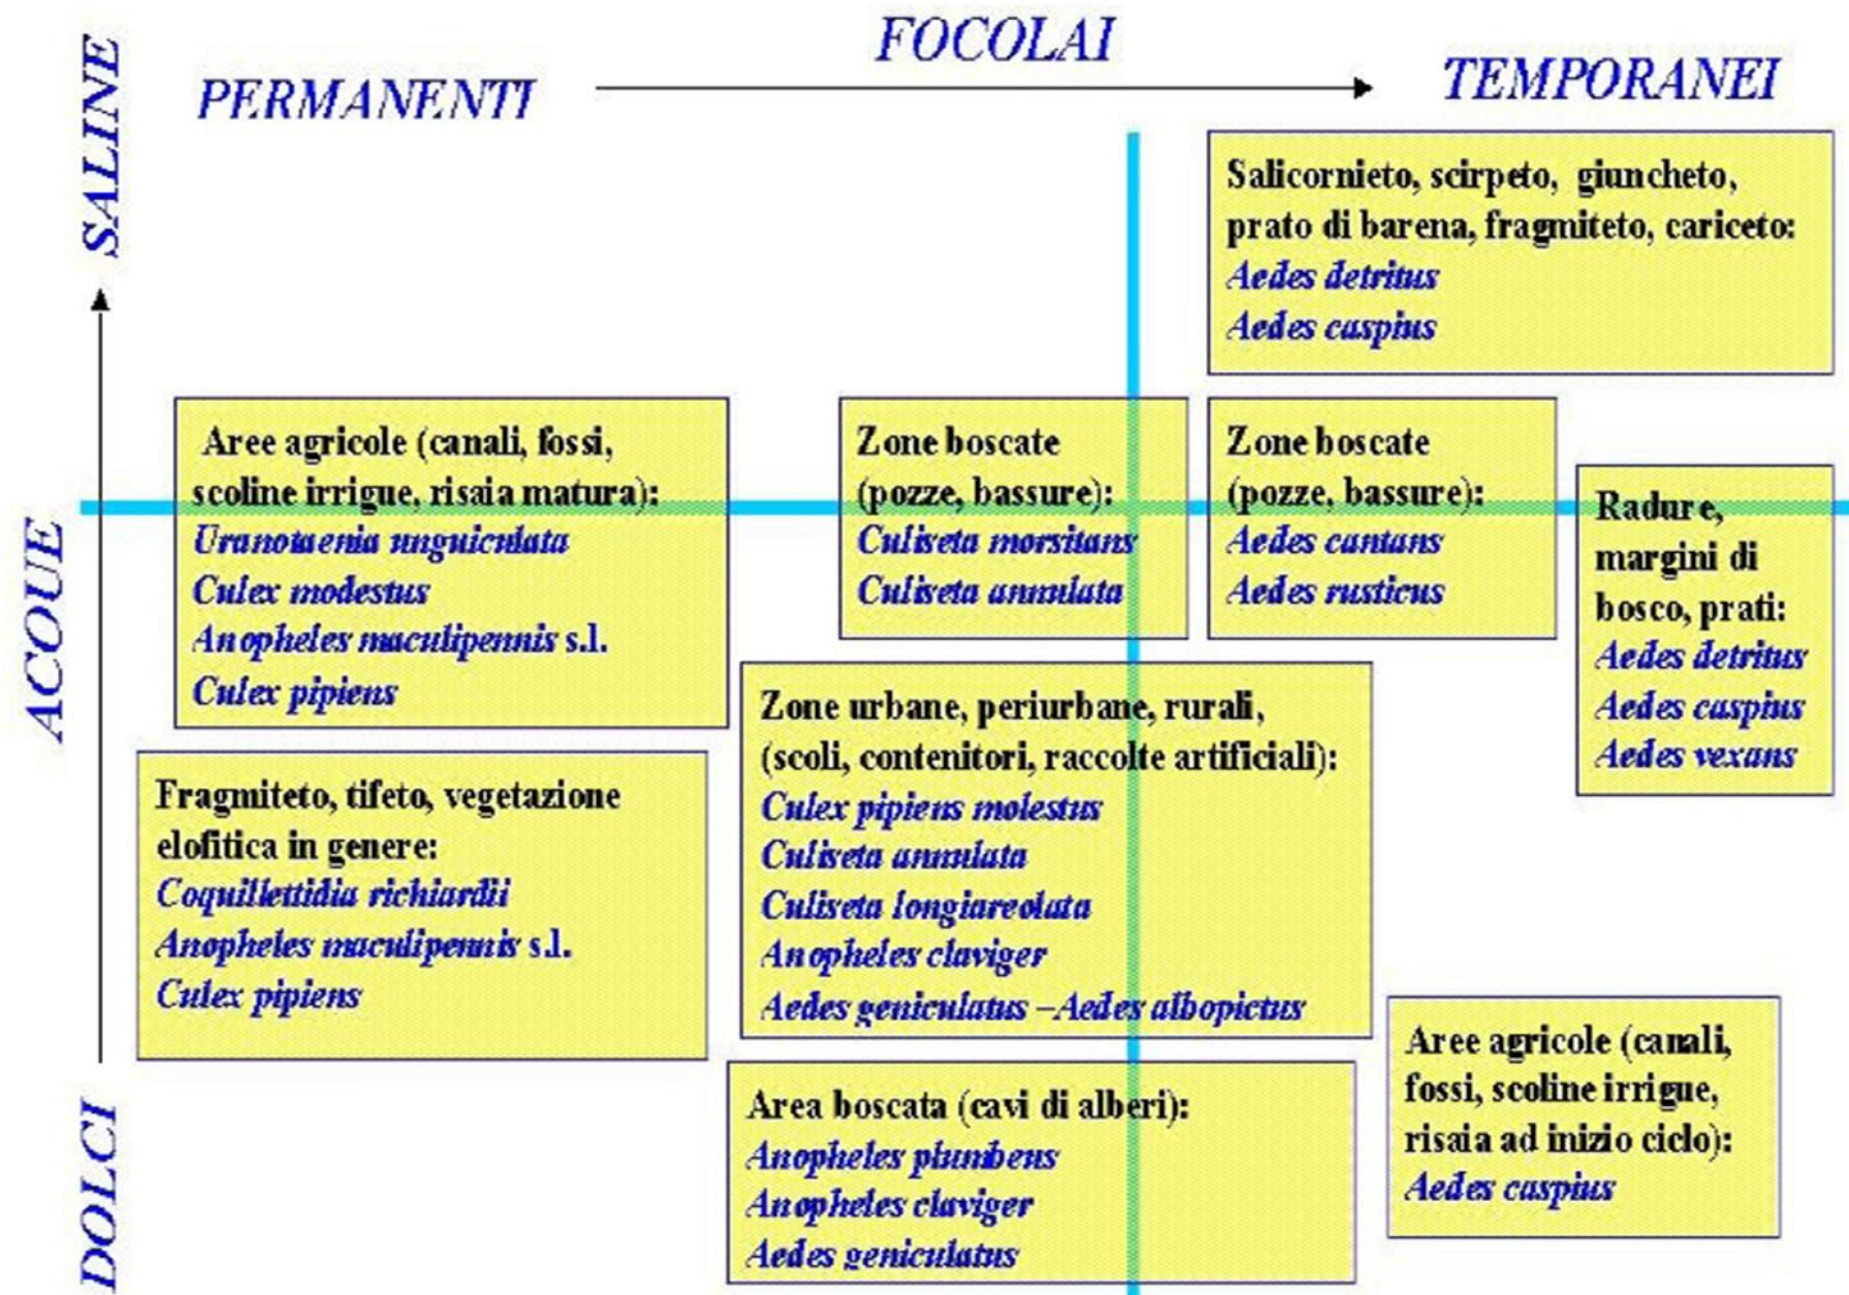 FOCOLAI
PERMANENTI
TEMPORANEI
SALINE
ACQUE
DOLCI
Salicornieto, scirpeto, giuncheto,
prato di barena, fragmiteto, cariceto:
Aedes detritus
Aedes caspius
Aree agricole (canali, fossi,
scoline irrigue, risaia matura):
Uranotaenia unguiculata
Culex modestus
Anopheles maculipennis s.l.
Culex pipiens
Zone boscate
(pozze, bassure):
Culiseta morsitans
Culiseta annulata
Zone boscate
(pozze, bassure):
Aedes cantans
Aedes rusticus
Radure,
margini di
bosco, prati:
Aedes detritus
Aedes caspius
Aedes vexans
Fragmiteto, tifeto, vegetazione
elofitica in genere:
Coquillettidia richiardii
Anopheles maculipennis s.l.
Culex pipiens
Zone urbane, periurbane, rurali,
(scoli, contenitori, raccolte artificiali):
Culex pipiens molestus
Culiseta annulata
Culiseta longiareolata
Anopheles claviger
Aedes geniculatus –Aedes albopictus
Area boscata (cavi di alberi):
Anopheles plumbeus
Anopheles claviger
Aedes geniculatus
Aree agricole (canali,
fossi, scoline irrigue,
risaia ad inizio ciclo):
Aedes caspius